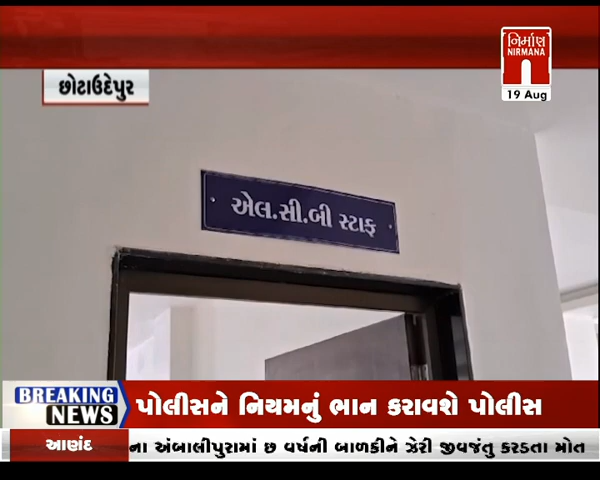 નિર્માણ
NIRMANA
19 Aug
છોટાઉદેપુર
એલ.સી.બી સ્ટાફ
BREAKING NEWS
પોલીસને નિયમનું ભાન કરાવશે પોલીસ
આણંદ
ના અંબાલીપુરામાં છ વર્ષની બાળકીને ઝેરી જીવજંતુ કરડતા મોત